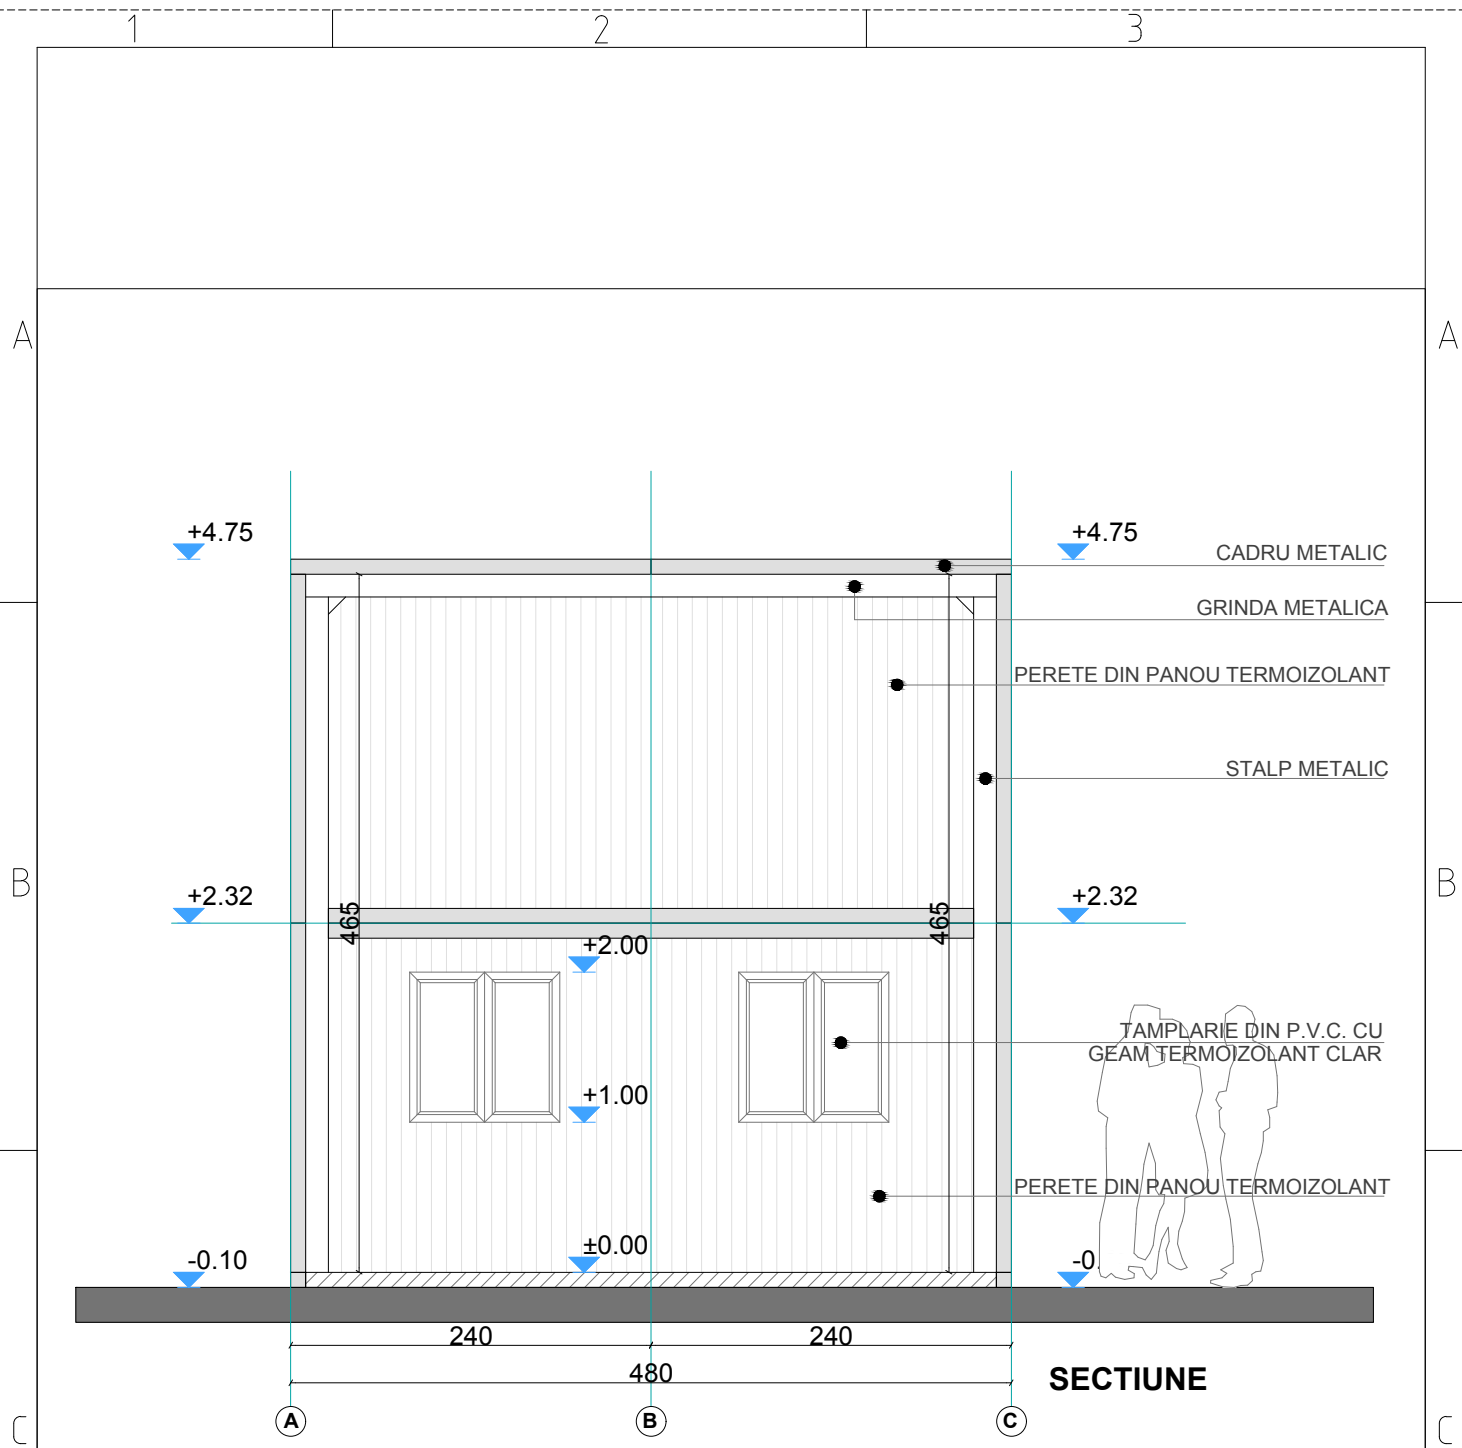 1 2 3
A A
+4.75 +4.75
CADRU METALIC
GRINDA METALICA
PERETE DIN PANOU TERMOIZOLANT
STALP METALIC
B B
+2.32 +2.32
465 465
+2.00
TAMPLARIE DIN P.V.C. CU
GEAM TERMOIZOLANT CLAR
+1.00
PERETE DIN PANOU TERMOIZOLANT
±0.00
-0.10 -0.
240 240
480
SECTIUNE
A B C
C C